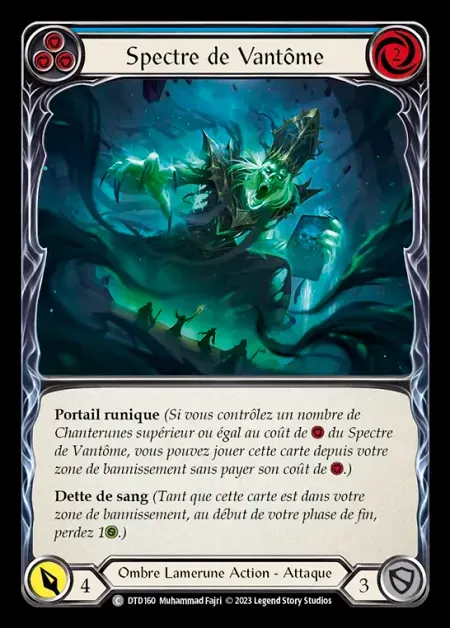 Spectre de Vantôme
2
Portail runique (Si vous contrôlez un nombre de
Chanterunes supérieur ou égal au coût de du Spectre
de Vantôme, vous pouvez jouer cette carte depuis votre
zone de bannissement sans payer son coût de .)
Dette de sang (Tant que cette carte est dans votre
zone de bannissement, au début de votre phase de fin,
perdez 1 .)
4
Ombre Lamerune Action - Attaque
3
C DTD160 Muhammad Fajri © 2023 Legend Story Studios